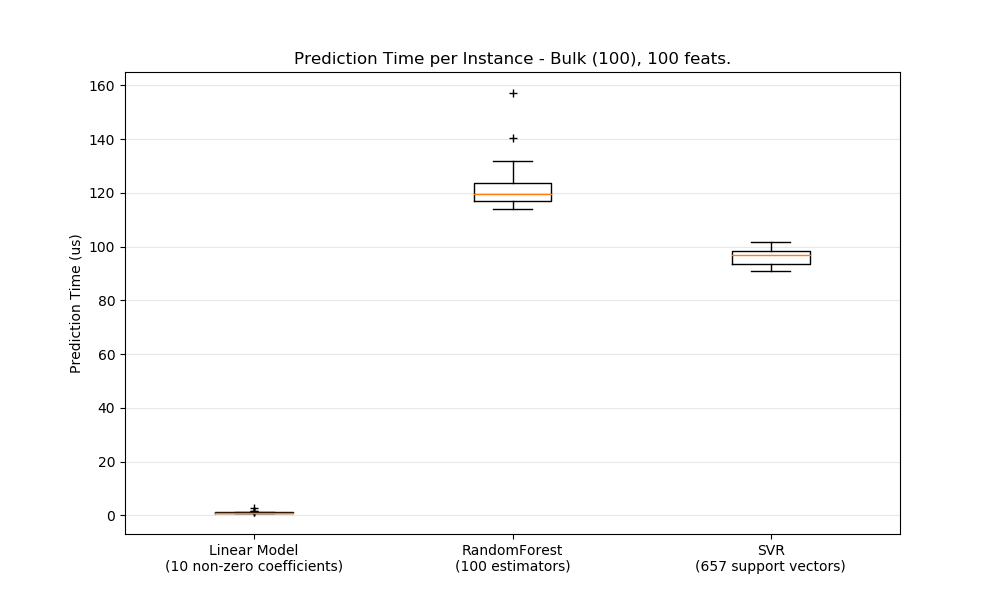 Prediction Time per Instance - Bulk (100), 100 feats.
160
140
120
100
80
60
40
20
0
Prediction Time (us)
Linear Model
(10 non-zero coefficients)
RandomForest
(100 estimators)
SVR
(657 support vectors)